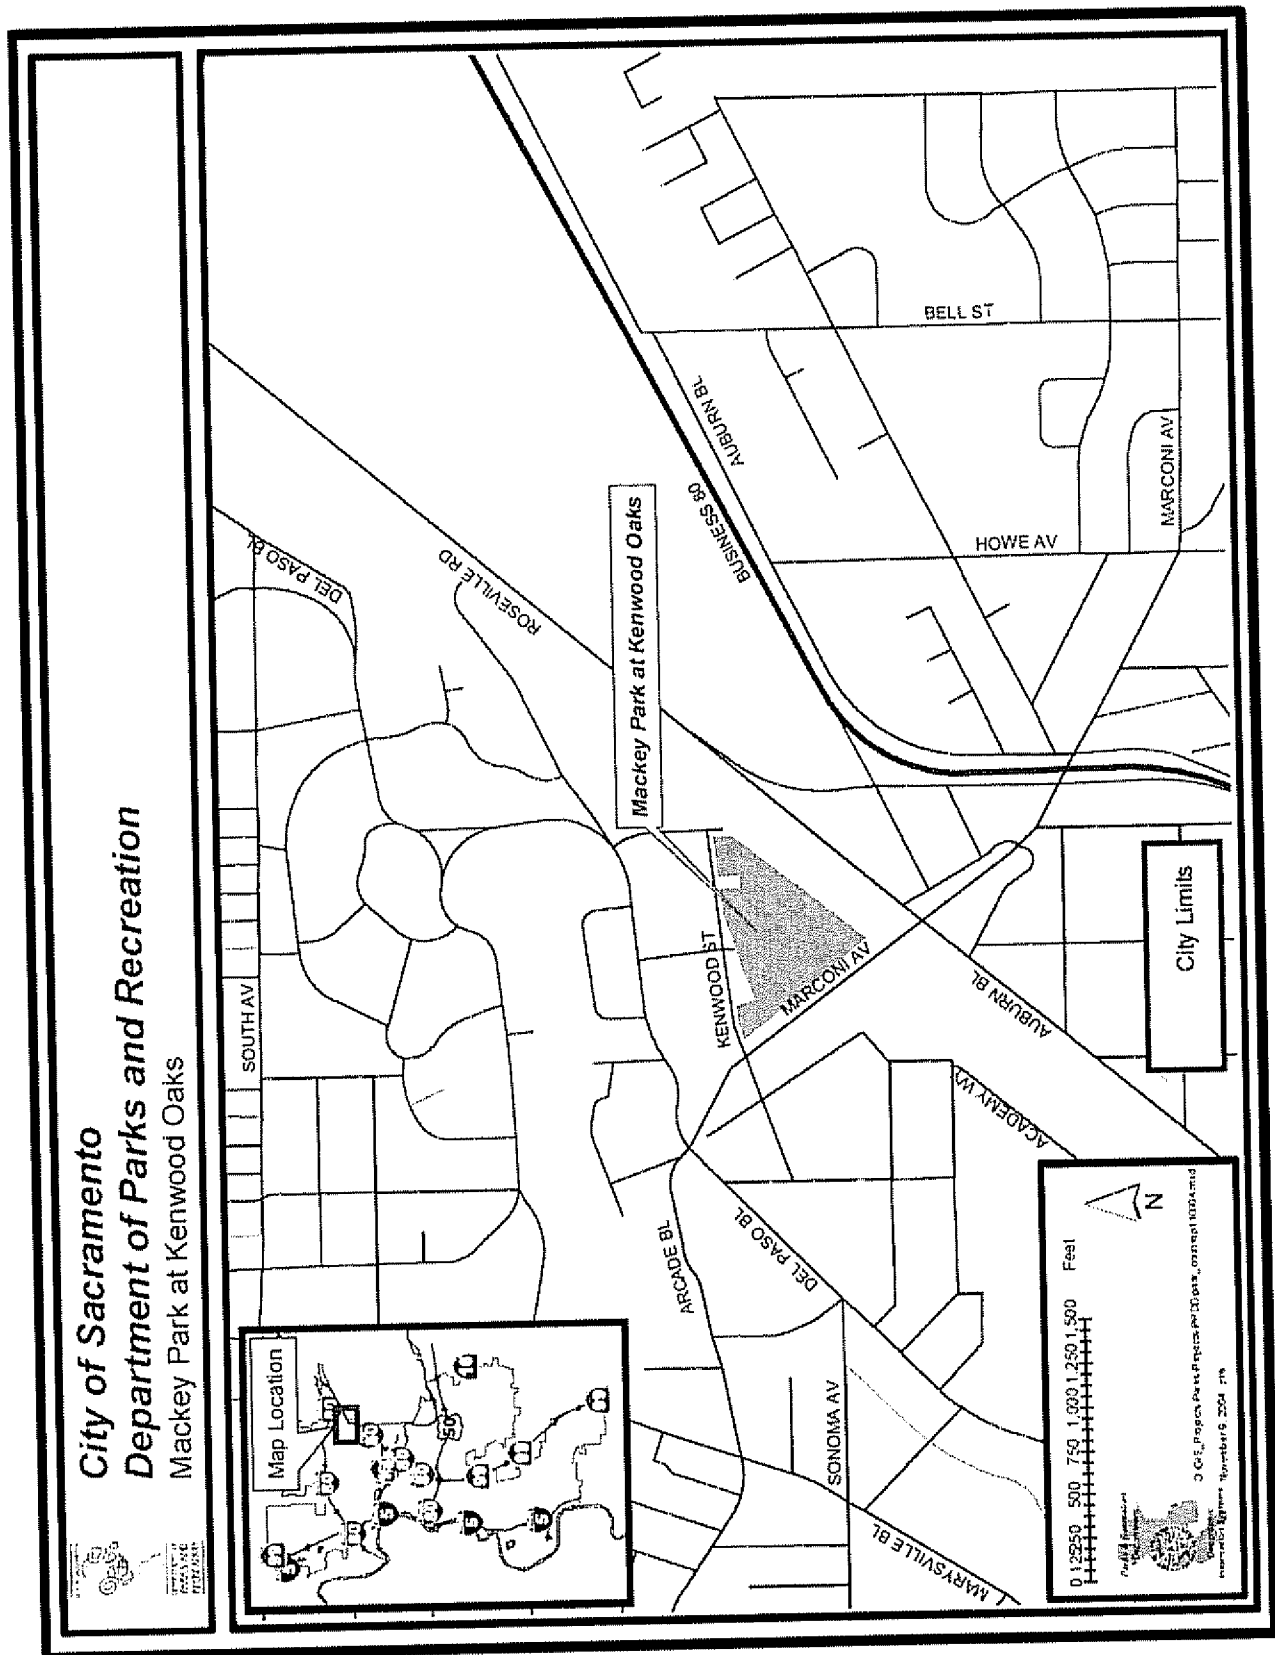 City of Sacramento
Department of Parks and Recreation
Mackey Park at Kenwood Oaks
Map Location
50
SOUTH AV
DEL PASO BL
ROSEVILLE RD
Mackey Park at Kenwood Oaks
BUSINESS 80
AUBURN BL
BELL ST
HOWE AV
MARCONI AV
KENWOOD ST
MARCONI AV
ARCADE BL
DEL PASO BL
AUBURN BL
ACADEMY WY
SONOMA AV
MARYSVILLE BL
City Limits
0 125250 500 750 1,000 1,250 1,500 Feet
N